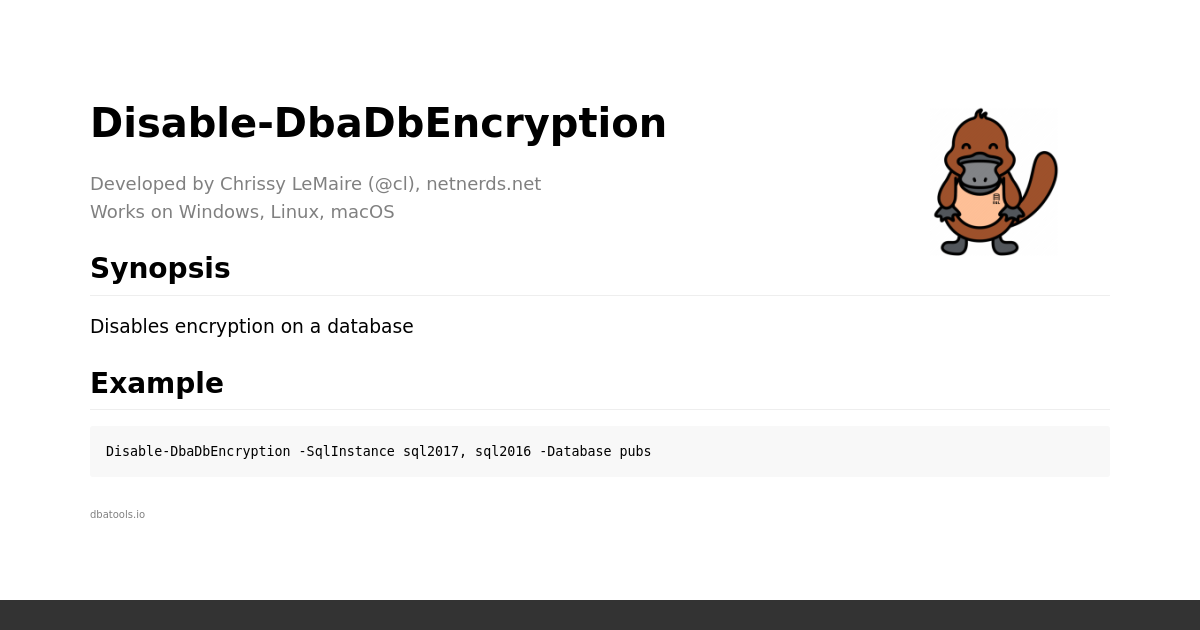 Disable-DbaDbEncryption
Developed by Chrissy LeMaire (@cl), netnerds.net
Works on Windows, Linux, macOS
Synopsis
Disables encryption on a database
Example
Disable-DbaDbEncryption -SqlInstance sql2017, sql2016 -Database pubs
dbatools.io